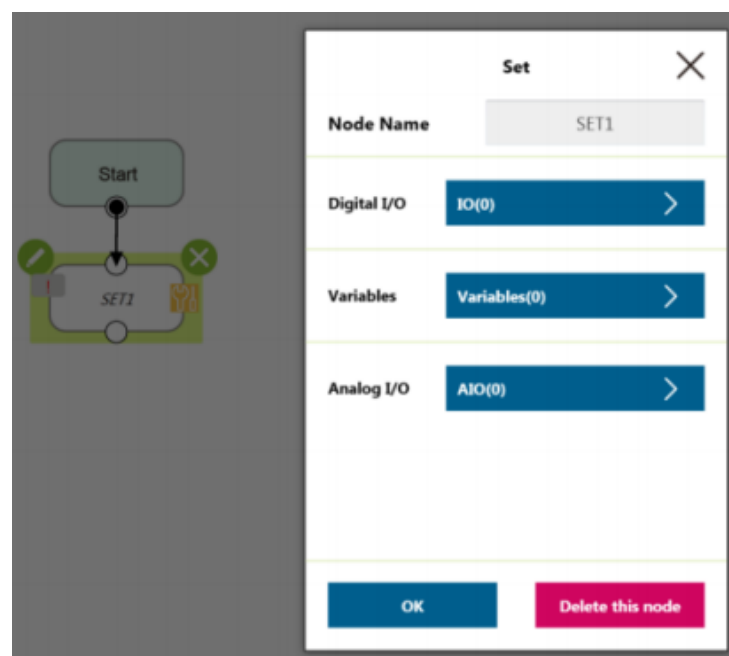 Set
Node Name
SET1
Start
Digital I/O
IO(0)
SET1
Variables
Variables(0)
Analog I/O
AIO(0)
OK
Delete this node